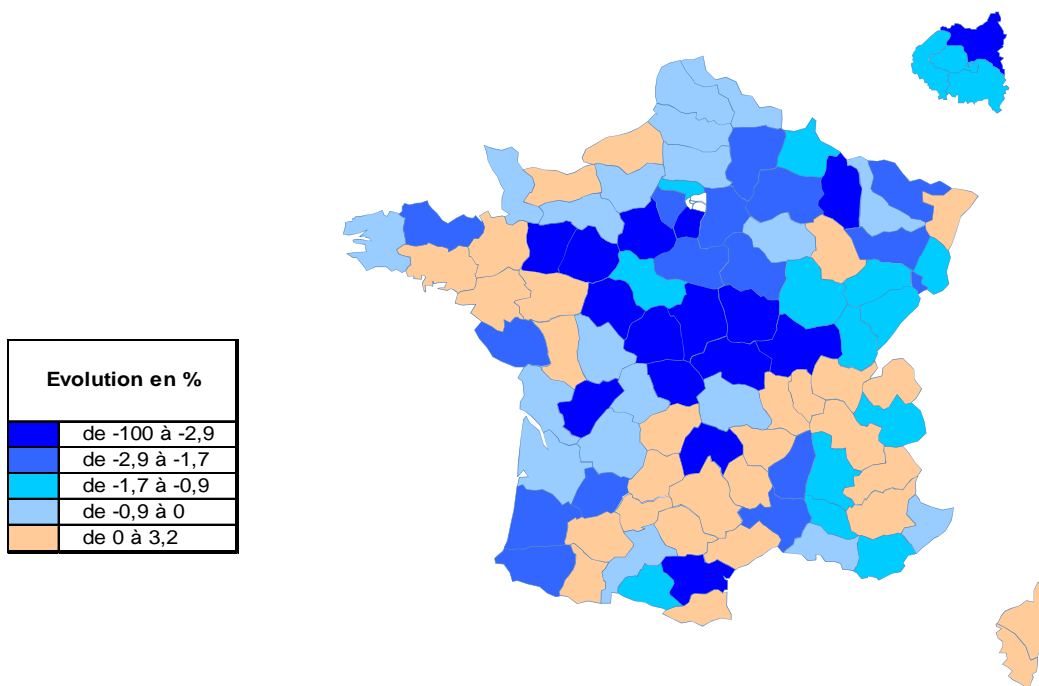 Evolution en %
de -100 à -2,9
de -2,9 à -1,7
de -1,7 à -0,9
de -0,9 à 0
de 0 à 3,2